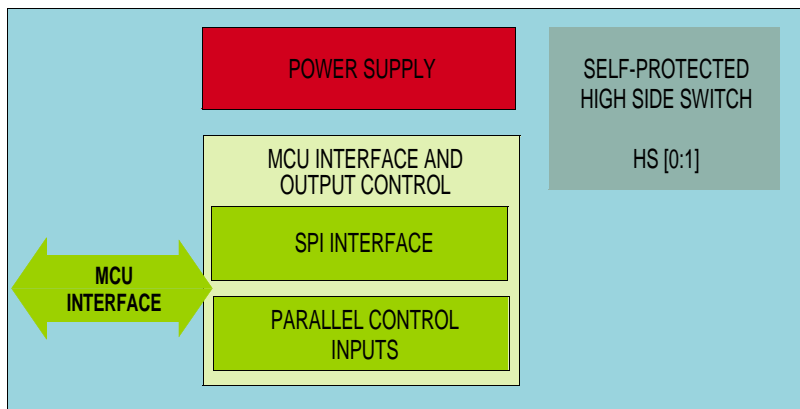 POWER SUPPLY
SELF-PROTECTED
HIGH SIDE SWITCH
HS [0:1]
MCU INTERFACE AND
OUTPUT CONTROL
SPI INTERFACE
MCU
INTERFACE
PARALLEL CONTROL
INPUTS